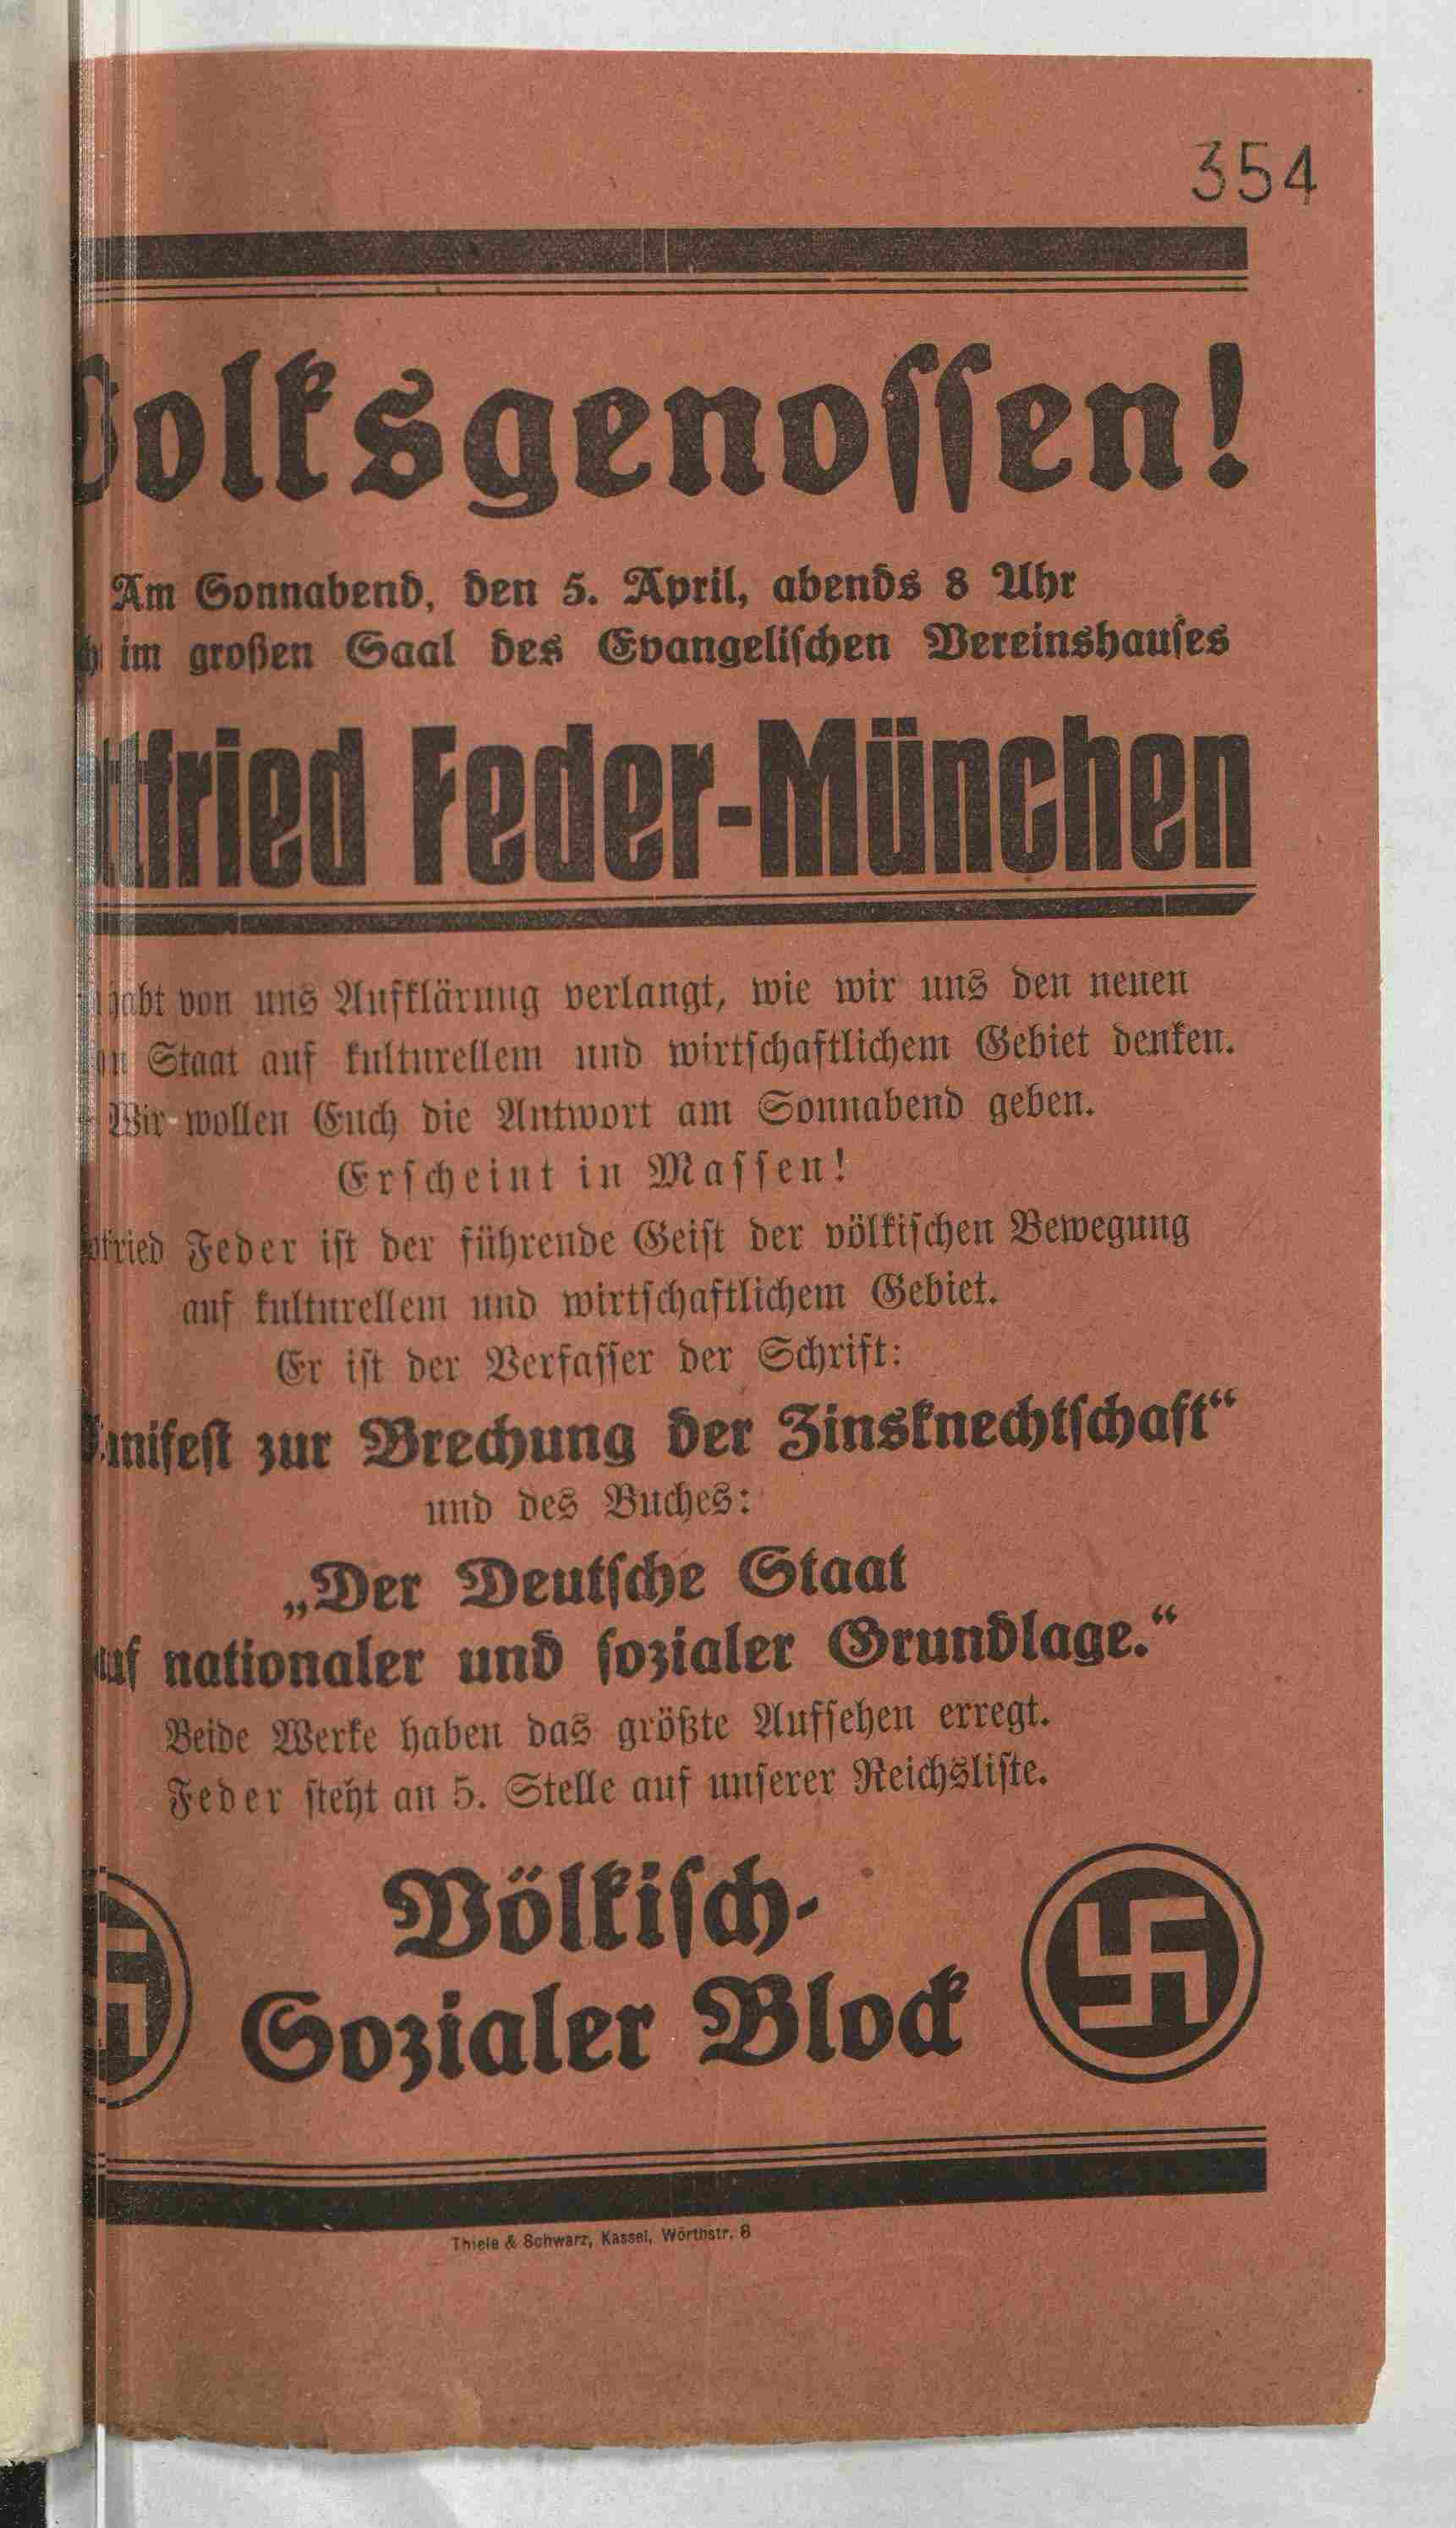 354
Volksgenossen!
Am Sonnabend, den 5. April, abends 8 Uhr
im großen Saal des Evangelischen Vereinshauses
ttfried Feder-München
habt von uns Aufklärung verlangt, wie wir uns den neuen
Staat auf kulturellem und wirtschaftlichem Gebiet denken.
Wir wollen Euch die Antwort am Sonnabend geben.
Erscheint in Massen!
ttfried Feder ist der führende Geist der völkischen Bewegung
auf kulturellem und wirtschaftlichem Gebiet.
Er ist der Verfasser der Schrift:
anifest zur Brechung der Zinsknechtschaft“
und des Buches:
„Der Deutsche Staat
auf nationaler und sozialer Grundlage.“
Beide Werke haben das größte Aufsehen erregt.
Feder steht an 5. Stelle auf unserer Reichsliste.
Völkisch-
Sozialer Block
Thiele & Schwarz, Kassel, Wörthstr. 8